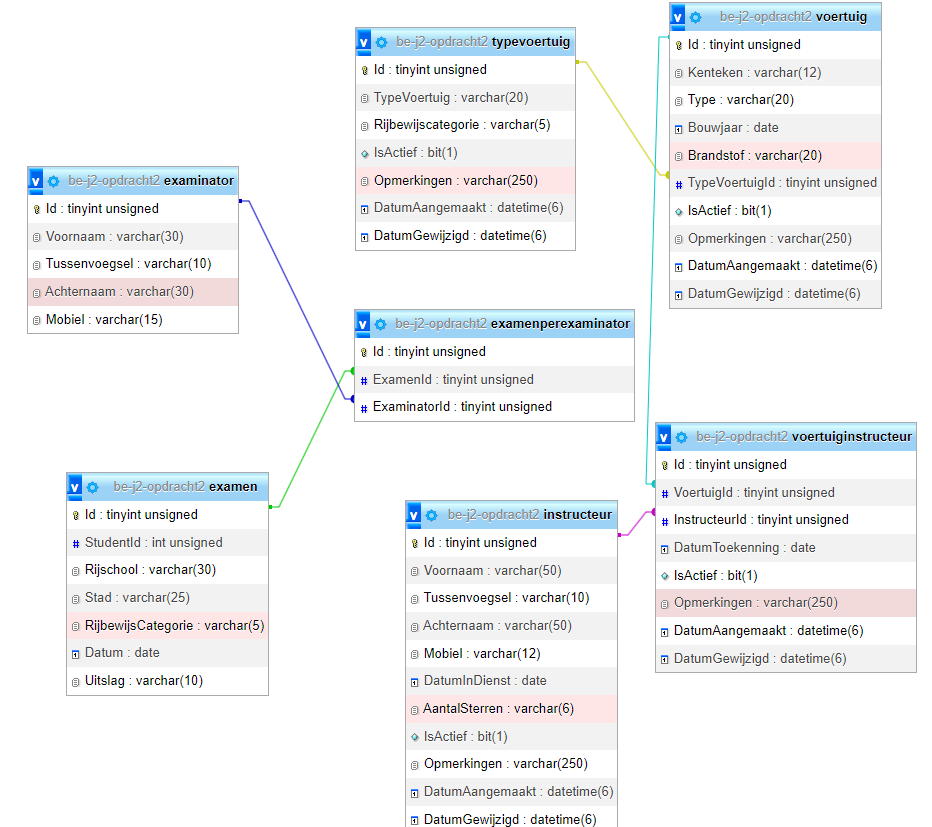 be-j2-opdracht2 typevoertuig
Id : tinyint unsigned
TypeVoertuig : varchar(20)
Rijbewijscategorie : varchar(5)
IsActief : bit(1)
Opmerkingen : varchar(250)
DatumAangemaakt : datetime(6)
DatumGewijzigd : datetime(6)
be-j2-opdracht2 voertuig
Id : tinyint unsigned
Kenteken : varchar(12)
Type : varchar(20)
Bouwjaar : date
Brandstof : varchar(20)
TypeVoertuigId : tinyint unsigned
IsActief : bit(1)
Opmerkingen : varchar(250)
DatumAangemaakt : datetime(6)
DatumGewijzigd : datetime(6)
be-j2-opdracht2 examinator
Id : tinyint unsigned
Voornaam : varchar(30)
Tussenvoegsel : varchar(10)
Achternaam : varchar(30)
Mobiel : varchar(15)
be-j2-opdracht2 examenperexaminator
Id : tinyint unsigned
ExamenId : tinyint unsigned
ExaminatorId : tinyint unsigned
be-j2-opdracht2 voertuiginstructeur
Id : tinyint unsigned
VoertuigId : tinyint unsigned
InstructeurId : tinyint unsigned
DatumToekenning : date
IsActief : bit(1)
Opmerkingen : varchar(250)
DatumAangemaakt : datetime(6)
DatumGewijzigd : datetime(6)
be-j2-opdracht2 examen
Id : tinyint unsigned
StudentId : int unsigned
Rijschool : varchar(30)
Stad : varchar(25)
RijbewijsCategorie : varchar(5)
Datum : date
Uitslag : varchar(10)
be-j2-opdracht2 instructeur
Id : tinyint unsigned
Voornaam : varchar(50)
Tussenvoegsel : varchar(10)
Achternaam : varchar(50)
Mobiel : varchar(12)
DatumInDienst : date
AantalSterren : varchar(6)
IsActief : bit(1)
Opmerkingen : varchar(250)
DatumAangemaakt : datetime(6)
DatumGewijzigd : datetime(6)